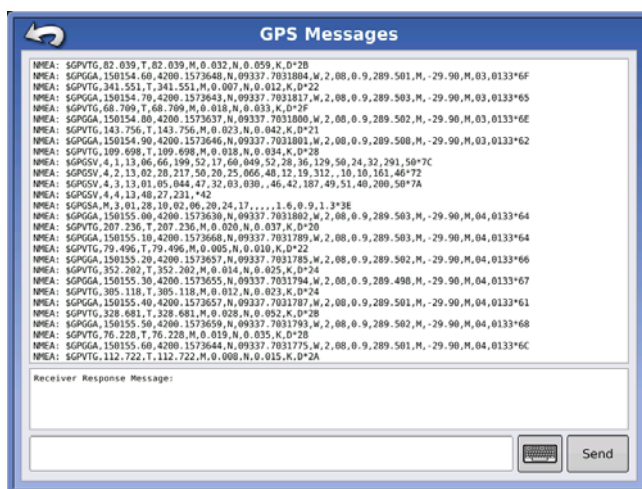 GPS Messages
NMEA: $GPVTG,82.039,T,82.039,M,0.032,N,0.059,K,D*2B
NMEA: $GPGGA,150154.60,4200.1573648,N,09337.7031804,W,2,08,0.9,289.501,M,-29.90,M,03,0133*6F
NMEA: $GPVTG,341.551,T,341.551,M,0.007,N,0.012,K,D*22
NMEA: $GPGGA,150154.70,4200.1573643,N,09337.7031817,W,2,08,0.9,289.503,M,-29.90,M,03,0133*65
NMEA: $GPVTG,68.709,T,68.709,M,0.018,N,0.033,K,D*2F
NMEA: $GPGGA,150154.80,4200.1573637,N,09337.7031800,W,2,08,0.9,289.502,M,-29.90,M,03,0133*6E
NMEA: $GPVTG,143.756,T,143.756,M,0.023,N,0.042,K,D*21
NMEA: $GPGGA,150154.90,4200.1573646,N,09337.7031801,W,2,08,0.9,289.508,M,-29.90,M,03,0133*62
NMEA: $GPVTG,109.698,T,109.698,M,0.018,N,0.034,K,D*28
NMEA: $GPGSV,4,1,13,06,66,199,52,17,60,049,52,28,36,129,50,24,32,291,50*7C
NMEA: $GPGSV,4,2,13,02,28,217,50,20,25,066,48,12,19,312,,10,10,161,46*72
NMEA: $GPGSV,4,3,13,01,05,044,47,32,03,030,,46,42,187,49,51,40,200,50*7A
NMEA: $GPGSV,4,4,13,48,27,231,*42
NMEA: $GPGSA,M,3,01,28,10,02,06,20,24,17,,,,,1.6,0.9,1.3*3E
NMEA: $GPGGA,150155.00,4200.1573630,N,09337.7031802,W,2,08,0.9,289.503,M,-29.90,M,04,0133*64
NMEA: $GPVTG,207.236,T,207.236,M,0.020,N,0.037,K,D*20
NMEA: $GPGGA,150155.10,4200.1573668,N,09337.7031789,W,2,08,0.9,289.503,M,-29.90,M,04,0133*64
NMEA: $GPVTG,79.496,T,79.496,M,0.005,N,0.010,K,D*22
NMEA: $GPGGA,150155.20,4200.1573657,N,09337.7031785,W,2,08,0.9,289.502,M,-29.90,M,04,0133*66
NMEA: $GPVTG,352.202,T,352.202,M,0.014,N,0.025,K,D*24
NMEA: $GPGGA,150155.30,4200.1573655,N,09337.7031794,W,2,08,0.9,289.498,M,-29.90,M,04,0133*67
NMEA: $GPVTG,305.118,T,305.118,M,0.012,N,0.023,K,D*24
NMEA: $GPGGA,150155.40,4200.1573657,N,09337.7031787,W,2,08,0.9,289.501,M,-29.90,M,04,0133*61
NMEA: $GPVTG,328.681,T,328.681,M,0.028,N,0.052,K,D*2B
NMEA: $GPGGA,150155.50,4200.1573659,N,09337.7031793,W,2,08,0.9,289.502,M,-29.90,M,04,0133*68
NMEA: $GPVTG,76.228,T,76.228,M,0.019,N,0.035,K,D*28
NMEA: $GPGGA,150155.60,4200.1573644,N,09337.7031775,W,2,08,0.9,289.501,M,-29.90,M,04,0133*6C
NMEA: $GPVTG,112.722,T,112.722,M,0.008,N,0.015,K,D*2A
Receiver Response Message:
Send